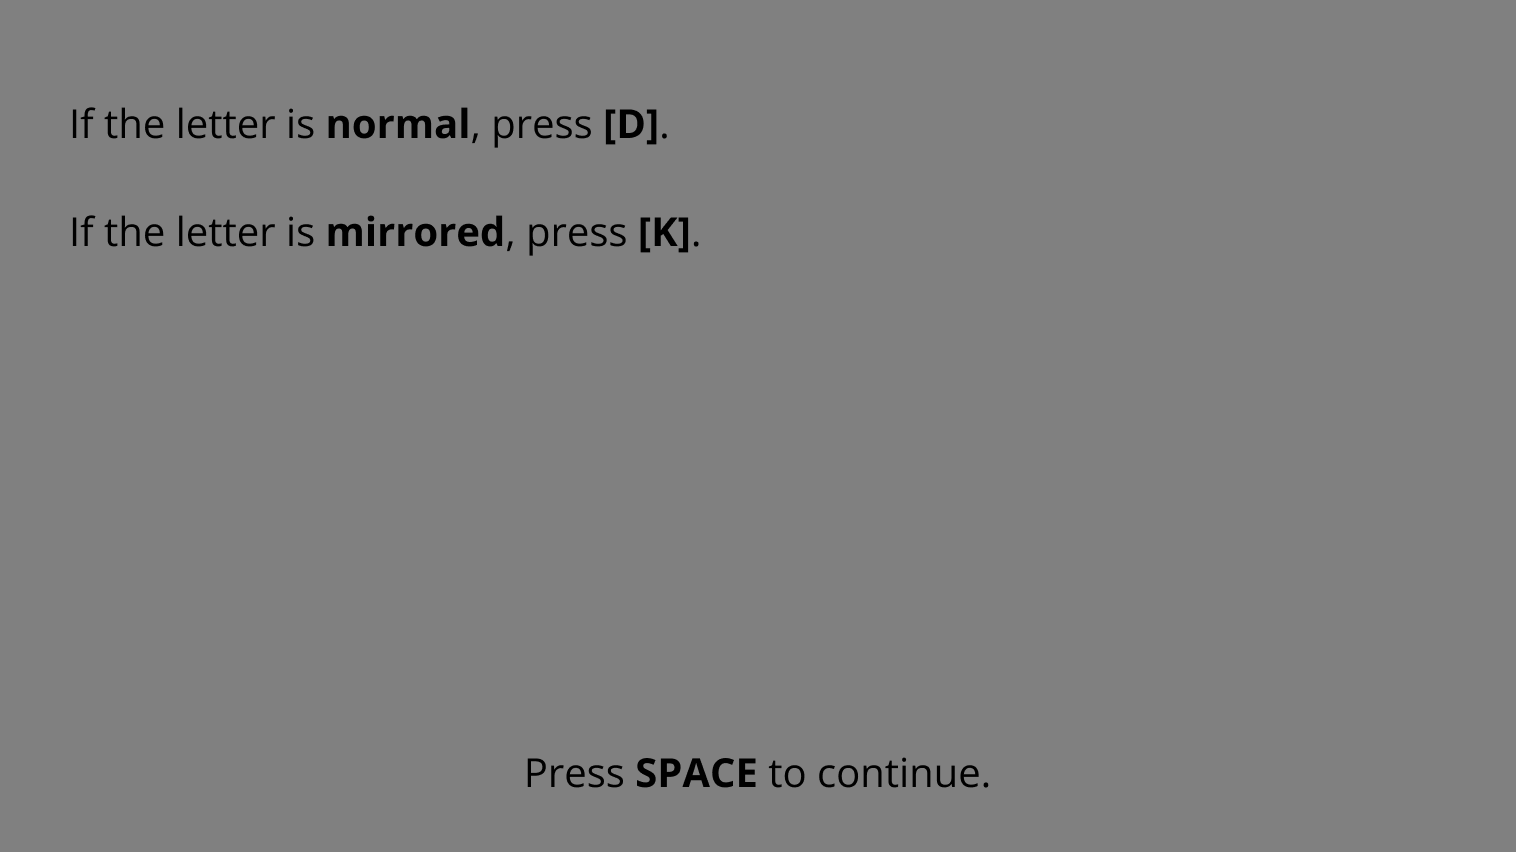 If the letter is normal, press [D].
If the letter is mirrored, press [K].
Press SPACE to continue.